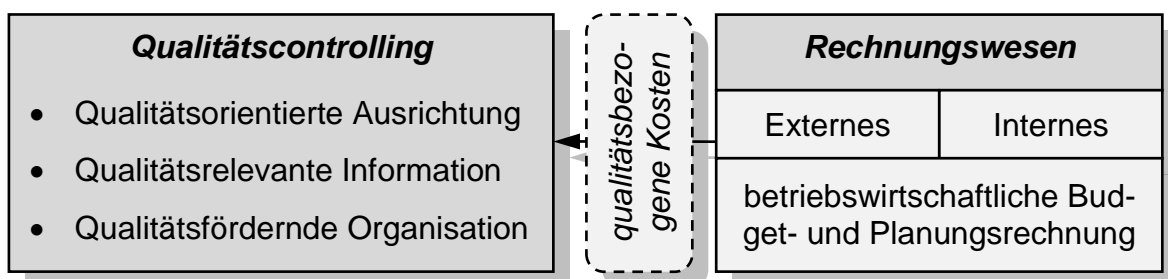 Qualitätscontrolling
• Qualitätsorientierte Ausrichtung
• Qualitätsrelevante Information
• Qualitätsfördernde Organisation
qualitätsbezo-
gene Kosten
Rechnungswesen
Externes
Internes
betriebswirtschaftliche Bud-
get- und Planungsrechnung